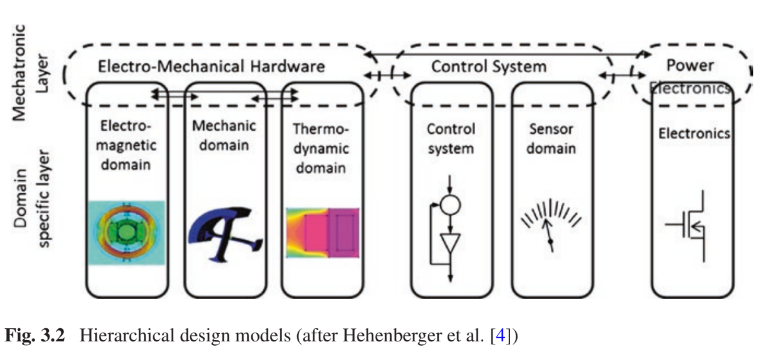 Mechatronic
Layer
Electro-Mechanical Hardware
Control System
Power
Electronics
Domain
specific layer
Electro-
magnetic
domain
Mechanic
domain
Thermo-
dynamic
domain
Control
system
Sensor
domain
Electronics
Fig. 3.2 Hierarchical design models (after Hehenberger et al. [4])